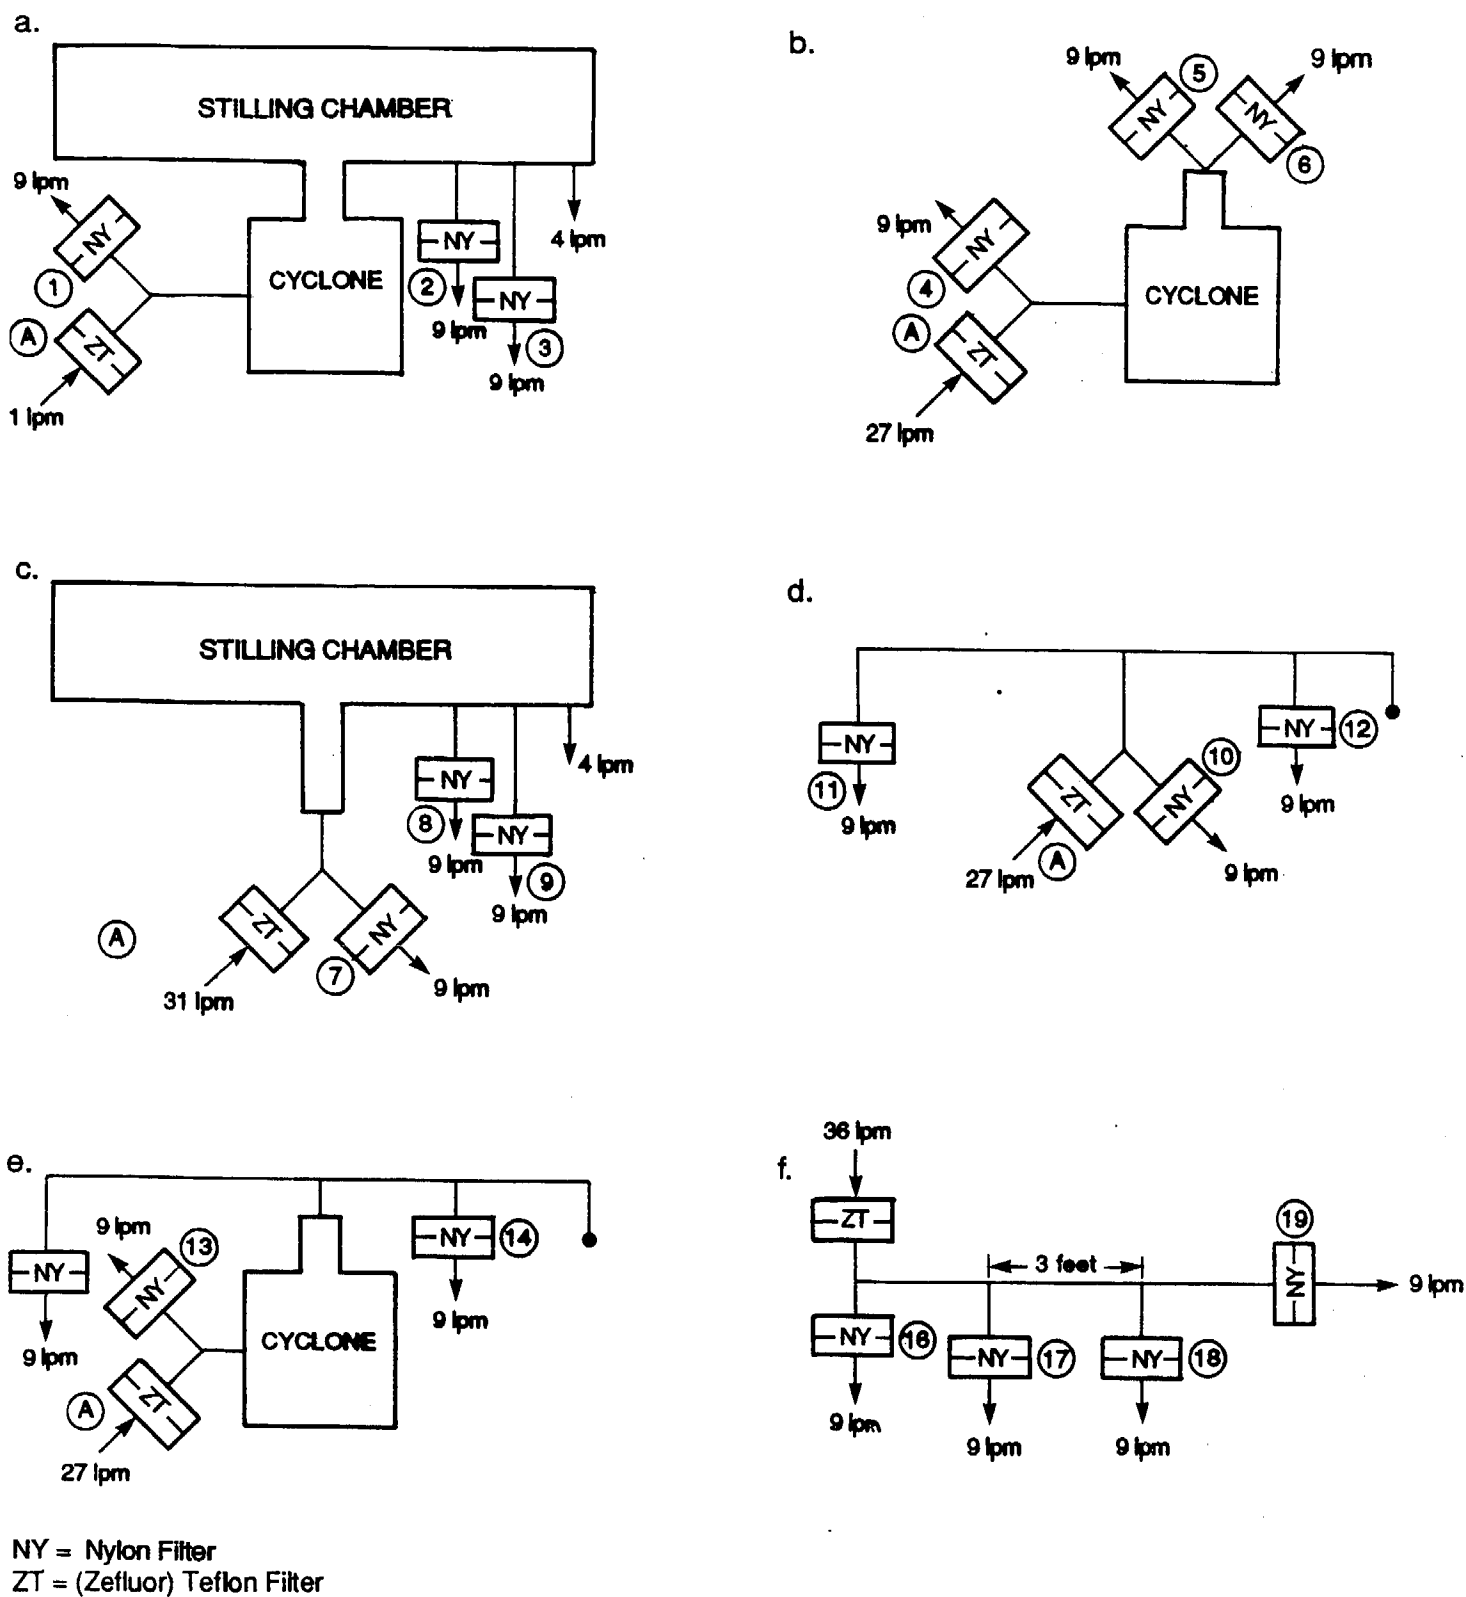 a.
STILLING CHAMBER
9 lpm
NY
1
A
ZT
1 lpm
CYCLONE
NY
2
9 lpm
NY
3
9 lpm
4 lpm
b.
9 lpm
5
NY
9 lpm
NY
6
9 lpm
NY
4
A
ZT
27 lpm
CYCLONE
c.
STILLING CHAMBER
4 lpm
NY
8
9 lpm
NY
9
9 lpm
A
ZT
31 lpm
NY
7
9 lpm
d.
NY
11
9 lpm
ZT
27 lpm
A
10
NY
9 lpm
NY
12
9 lpm
e.
9 lpm
13
NY
NY
9 lpm
A
ZT
27 lpm
CYCLONE
NY
14
9 lpm
f.
36 lpm
ZT
3 feet
19
NY
9 lpm
NY
16
9 lpm
NY
17
9 lpm
NY
18
9 lpm
NY = Nylon Filter
ZT = (Zefluor) Teflon Filter